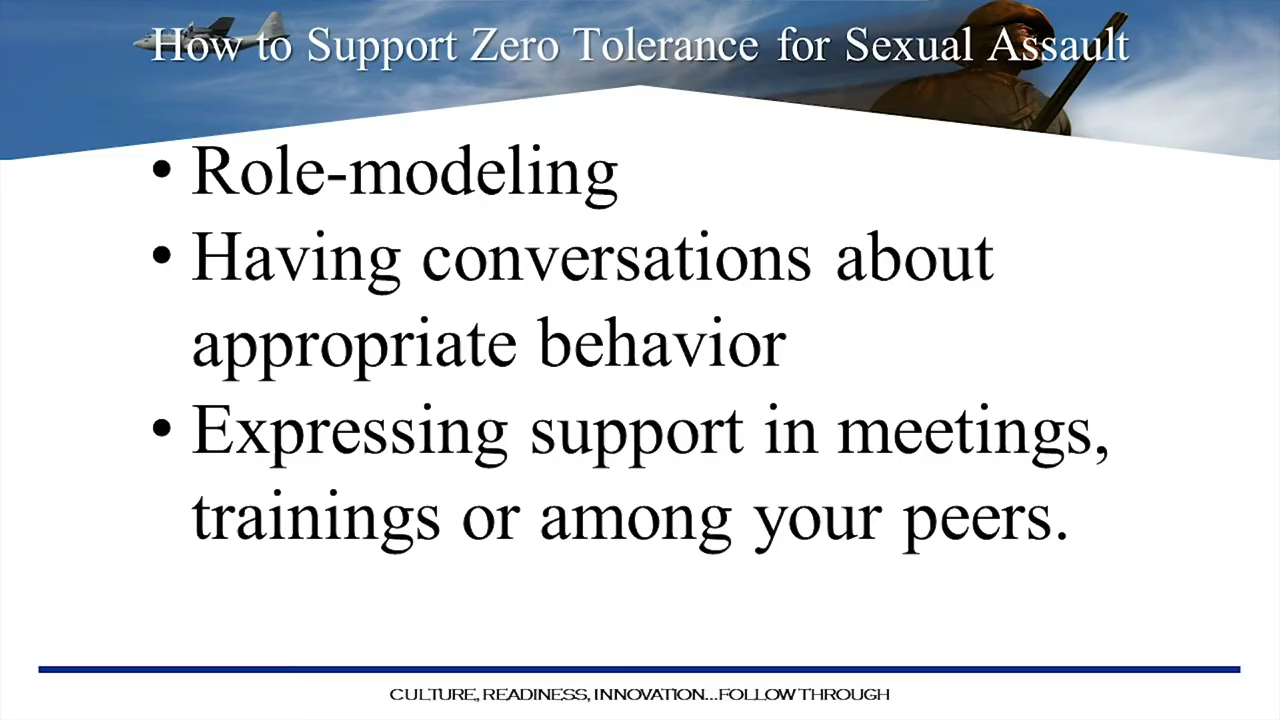 How to Support Zero Tolerance for Sexual Assault
• Role-modeling
• Having conversations about
appropriate behavior
• Expressing support in meetings,
trainings or among your peers.
CULTURE, READINESS, INNOVATION...FOLLOW THROUGH